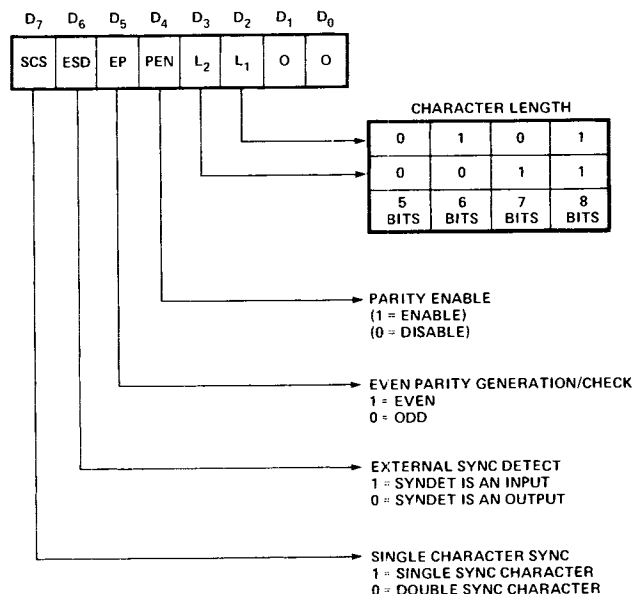 D7 D6 D5 D4 D3 D2 D1 D0
SCS ESD EP PEN L2 L1 0 0
CHARACTER LENGTH
0 1 0 1
0 0 1 1
5 BITS 6 BITS 7 BITS 8 BITS
PARITY ENABLE
(1 = ENABLE)
(0 = DISABLE)
EVEN PARITY GENERATION/CHECK
1 = EVEN
0 = ODD
EXTERNAL SYNC DETECT
1 = SYNDET IS AN INPUT
0 = SYNDET IS AN OUTPUT
SINGLE CHARACTER SYNC
1 = SINGLE SYNC CHARACTER
0 = DOUBLE SYNC CHARACTER